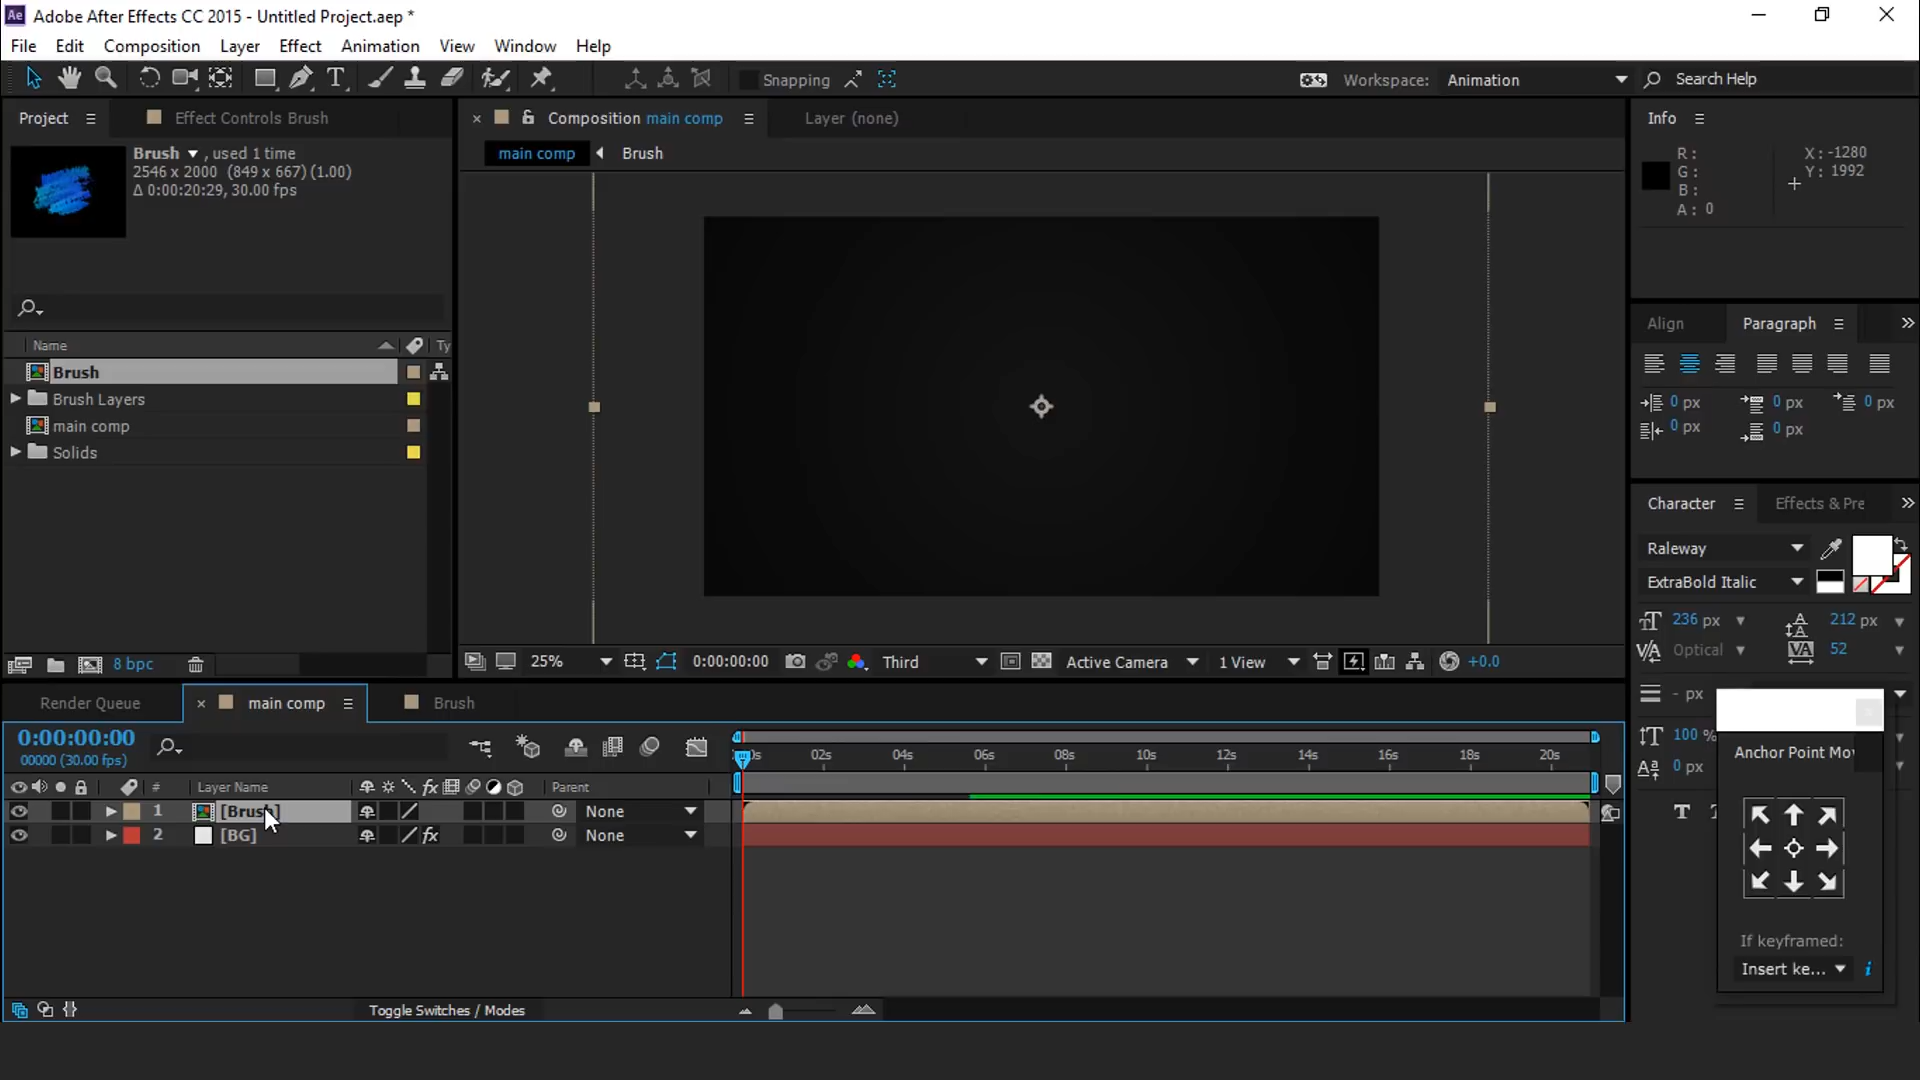 Ae Adobe After Effects CC 2015 - Untitled Project.aep *
File Edit Composition Layer Effect Animation View Window Help
T Snapping Workspace: Animation Search Help
Project Effect Controls Brush
Composition main comp Layer (none)
Info
main comp Brush
Brush , used 1 time
2546 x 2000 (849 x 667) (1.00)
Δ 0:00:20:29, 30.00 fps
R: X: -1280
G: Y: 1992
B:
A: 0
Name Ty
Brush
Brush Layers
main comp
Solids
Align Paragraph
0 px 0 px 0 px
0 px 0 px
Character Effects & Pre
Raleway
ExtraBold Italic
236 px 212 px
Optical 52
- px
100 %
0 px
8 bpc
25% 0:00:00:00 Third Active Camera 1 View +0.0
Render Queue main comp Brush
0:00:00:00
00000 (30.00 fps)
02s 04s 06s 08s 10s 12s 14s 16s 18s 20s
# Layer Name fx Parent
1 [Brush] None
2 [BG] fx None
Toggle Switches / Modes
Anchor Point Mov
If keyframed:
Insert ke... i